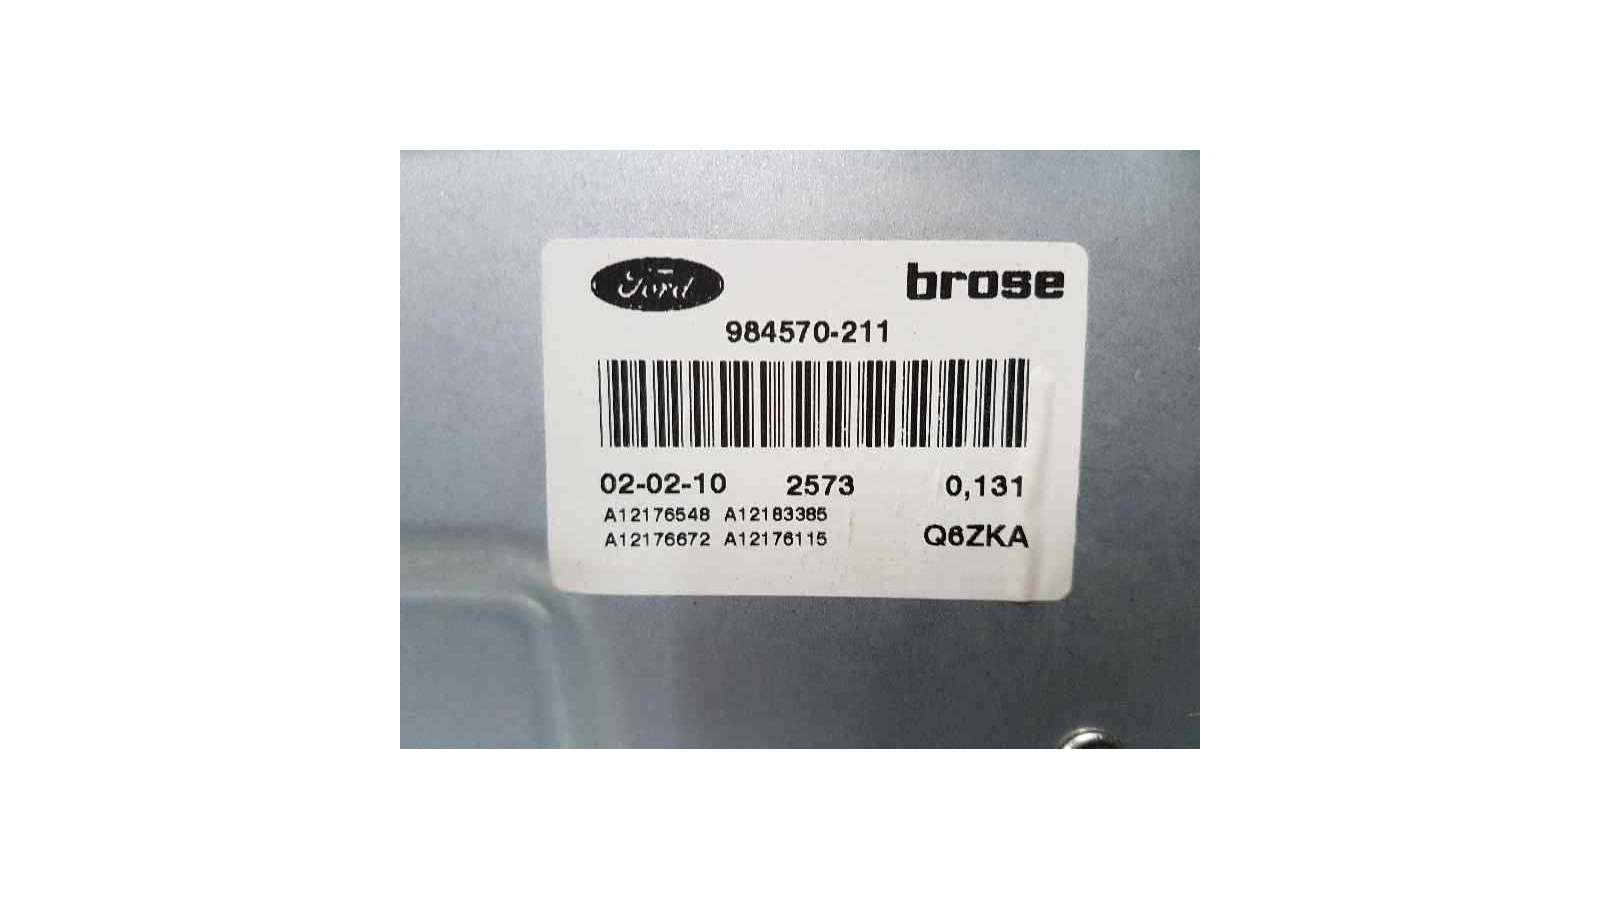 Ford brose
984570-211
02-02-10 2573 0,131
A12176548 A12183385
A12176672 A12176115 Q6ZKA